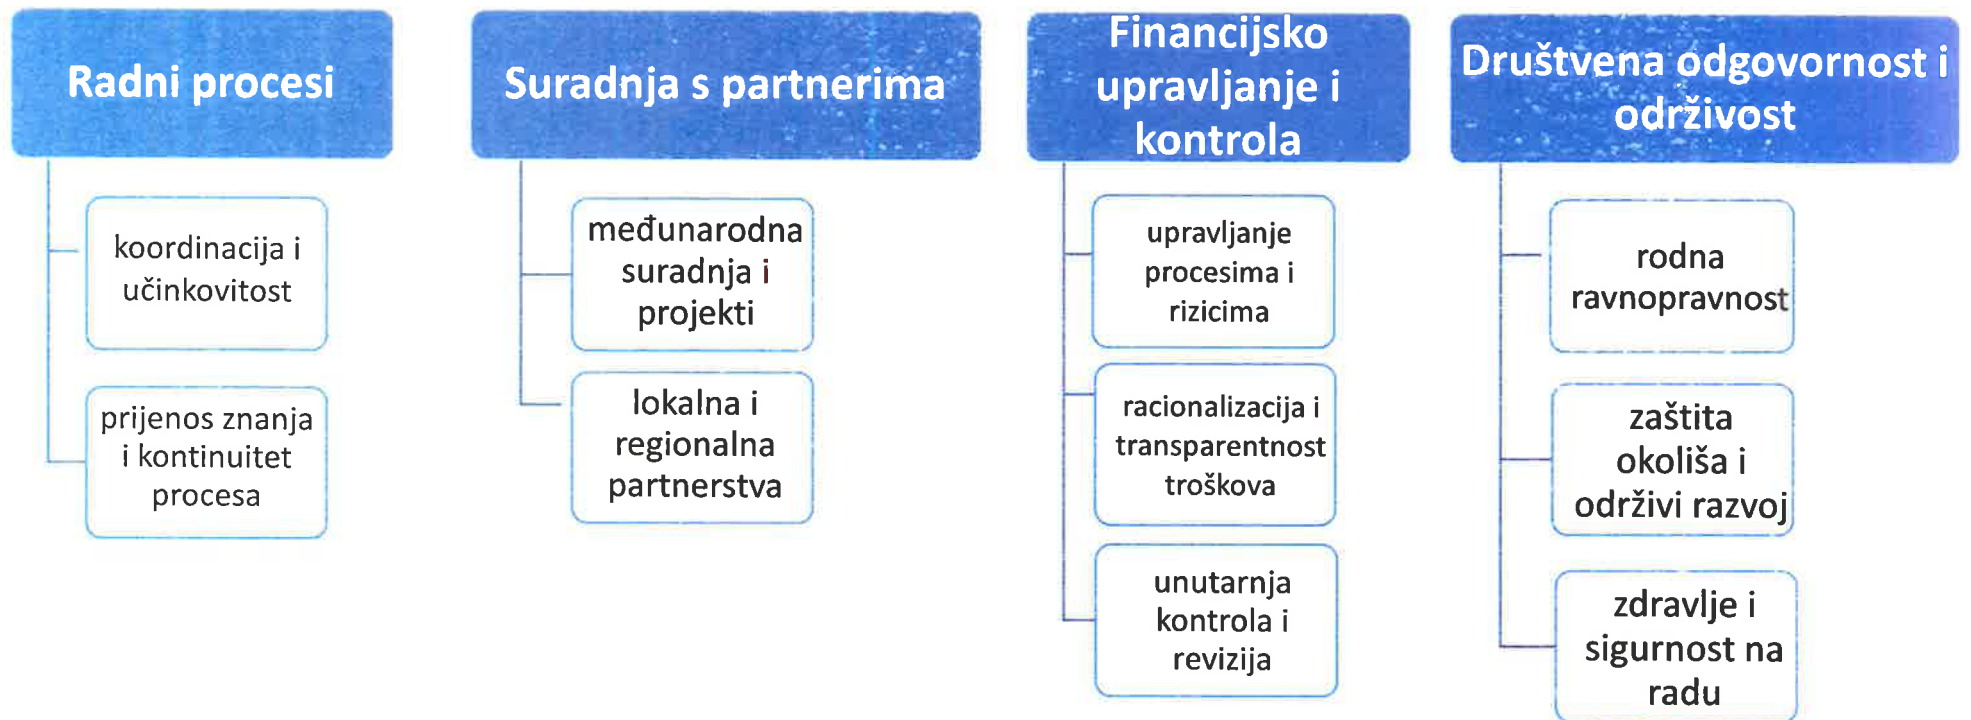 Radni procesi
koordinacija i
učinkovitost
prijenos znanja
i kontinuitet
procesa
Suradnja s partnerima
međunarodna
suradnja i
projekti
lokalna i
regionalna
partnerstva
Financijsko
upravljanje i
kontrola
upravljanje
procesima i
rizicima
racionalizacija i
transparentnost
troškova
unutarnja
kontrola i
revizija
Društvena odgovornost i
održivost
rodna
ravnopravnost
zaštita
okoliša i
održivi razvoj
zdravlje i
sigurnost na
radu